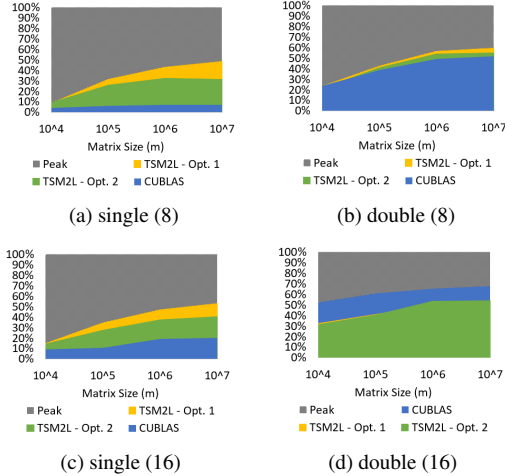 100%
90%
80%
70%
60%
50%
40%
30%
20%
10%
0%
10^4 10^5 10^6 10^7
Matrix Size (m)
Peak TSM2L - Opt. 1
TSM2L - Opt. 2 CUBLAS
(a) single (8)
100%
90%
80%
70%
60%
50%
40%
30%
20%
10%
0%
10^4 10^5 10^6 10^7
Matrix Size (m)
Peak TSM2L - Opt. 1
TSM2L - Opt. 2 CUBLAS
(b) double (8)
100%
90%
80%
70%
60%
50%
40%
30%
20%
10%
0%
10^4 10^5 10^6 10^7
Matrix Size (m)
Peak TSM2L - Opt. 1
TSM2L - Opt. 2 CUBLAS
(c) single (16)
100%
90%
80%
70%
60%
50%
40%
30%
20%
10%
0%
10^4 10^5 10^6 10^7
Matrix Size (m)
Peak CUBLAS
TSM2L - Opt. 1 TSM2L - Opt. 2
(d) double (16)